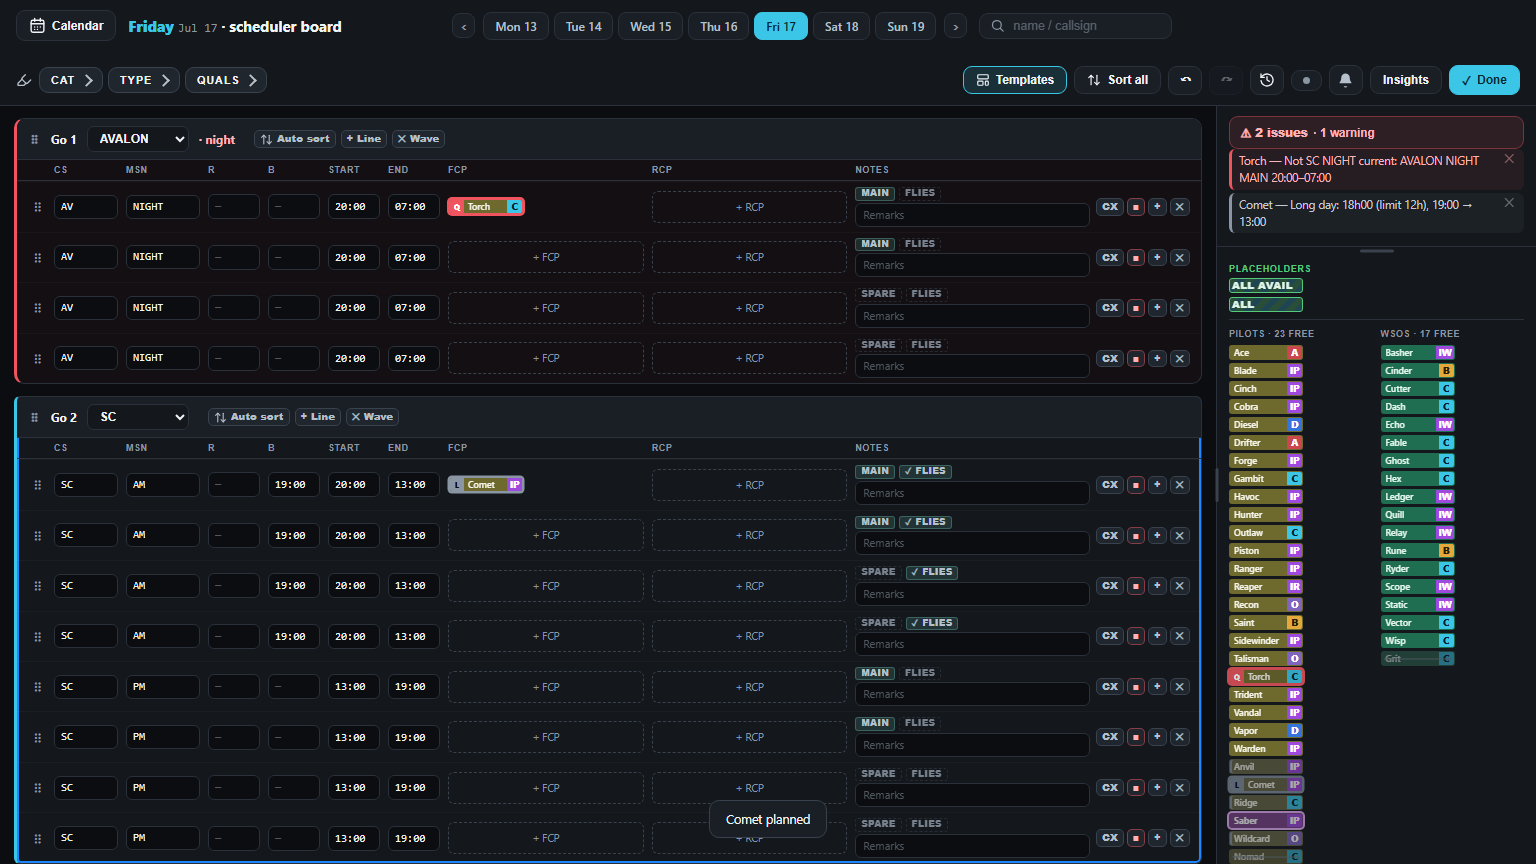 Calendar
Friday Jul 17 · scheduler board
‹ Mon 13 Tue 14 Wed 15 Thu 16 Fri 17 Sat 18 Sun 19 ›
name / callsign
CAT TYPE QUALS
Templates Sort all Insights ✓ Done
Go 1 AVALON · night Auto sort + Line ✕ Wave
CS MSN R B START END FCP RCP NOTES
AV NIGHT – – 20:00 07:00 Q Torch C + RCP MAIN FLIES Remarks CX ■ + ✕
AV NIGHT – – 20:00 07:00 + FCP + RCP MAIN FLIES Remarks CX ■ + ✕
AV NIGHT – – 20:00 07:00 + FCP + RCP SPARE FLIES Remarks CX ■ + ✕
AV NIGHT – – 20:00 07:00 + FCP + RCP SPARE FLIES Remarks CX ■ + ✕
Go 2 SC Auto sort + Line ✕ Wave
CS MSN R B START END FCP RCP NOTES
SC AM – 19:00 20:00 13:00 L Comet IP + RCP MAIN ✓ FLIES Remarks CX ■ + ✕
SC AM – 19:00 20:00 13:00 + FCP + RCP MAIN ✓ FLIES Remarks CX ■ + ✕
SC AM – 19:00 20:00 13:00 + FCP + RCP SPARE ✓ FLIES Remarks CX ■ + ✕
SC AM – 19:00 20:00 13:00 + FCP + RCP SPARE ✓ FLIES Remarks CX ■ + ✕
SC PM – – 13:00 19:00 + FCP + RCP MAIN FLIES Remarks CX ■ + ✕
SC PM – – 13:00 19:00 + FCP + RCP MAIN FLIES Remarks CX ■ + ✕
SC PM – – 13:00 19:00 + FCP + RCP SPARE FLIES Remarks CX ■ + ✕
SC PM – – 13:00 19:00 + FCP + RCP SPARE FLIES Remarks CX ■ + ✕
Comet planned
⚠ 2 issues · 1 warning
Torch — Not SC NIGHT current: AVALON NIGHT
MAIN 20:00–07:00
Comet — Long day: 18h00 (limit 12h), 19:00 →
13:00
PLACEHOLDERS
ALL AVAIL
ALL
PILOTS · 23 FREE
Ace A
Blade IP
Cinch IP
Cobra IP
Diesel D
Drifter A
Forge IP
Gambit C
Havoc IP
Hunter IP
Outlaw C
Piston IP
Ranger IP
Reaper IR
Recon O
Saint B
Sidewinder IP
Talisman O
Q Torch C
Trident IP
Vandal IP
Vapor D
Warden IP
Anvil IP
L Comet IP
Ridge C
Saber IP
Wildcard O
Nomad C
WSOS · 17 FREE
Basher IW
Cinder B
Cutter C
Dash C
Echo IW
Fable C
Ghost C
Hex C
Ledger IW
Quill IW
Relay IW
Rune B
Ryder C
Scope IW
Static IW
Vector C
Wisp C
Grit C